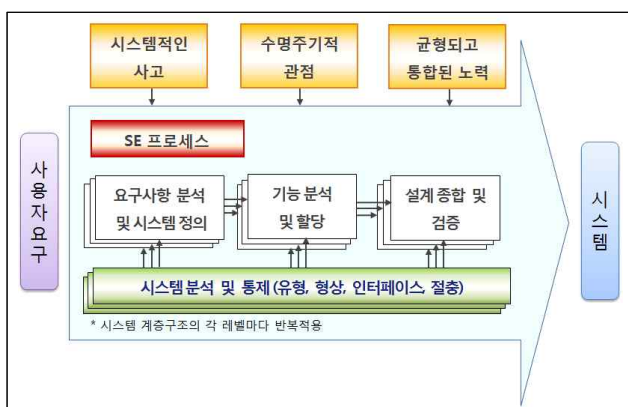 시스템적인
사고
수명주기적
관점
균형되고
통합된 노력
SE 프로세스
사용자요구
요구사항 분석
및 시스템 정의
기능 분석
및 할당
설계 종합 및
검증
시스템
시스템 분석 및 통제 (유형, 형상, 인터페이스, 절충)
* 시스템 계층구조의 각 레벨마다 반복적용